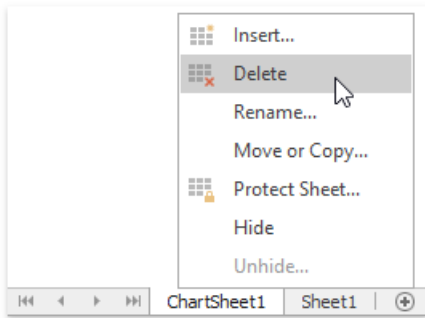 Insert...
Delete
Rename...
Move or Copy...
Protect Sheet...
Hide
Unhide...
ChartSheet1 Sheet1